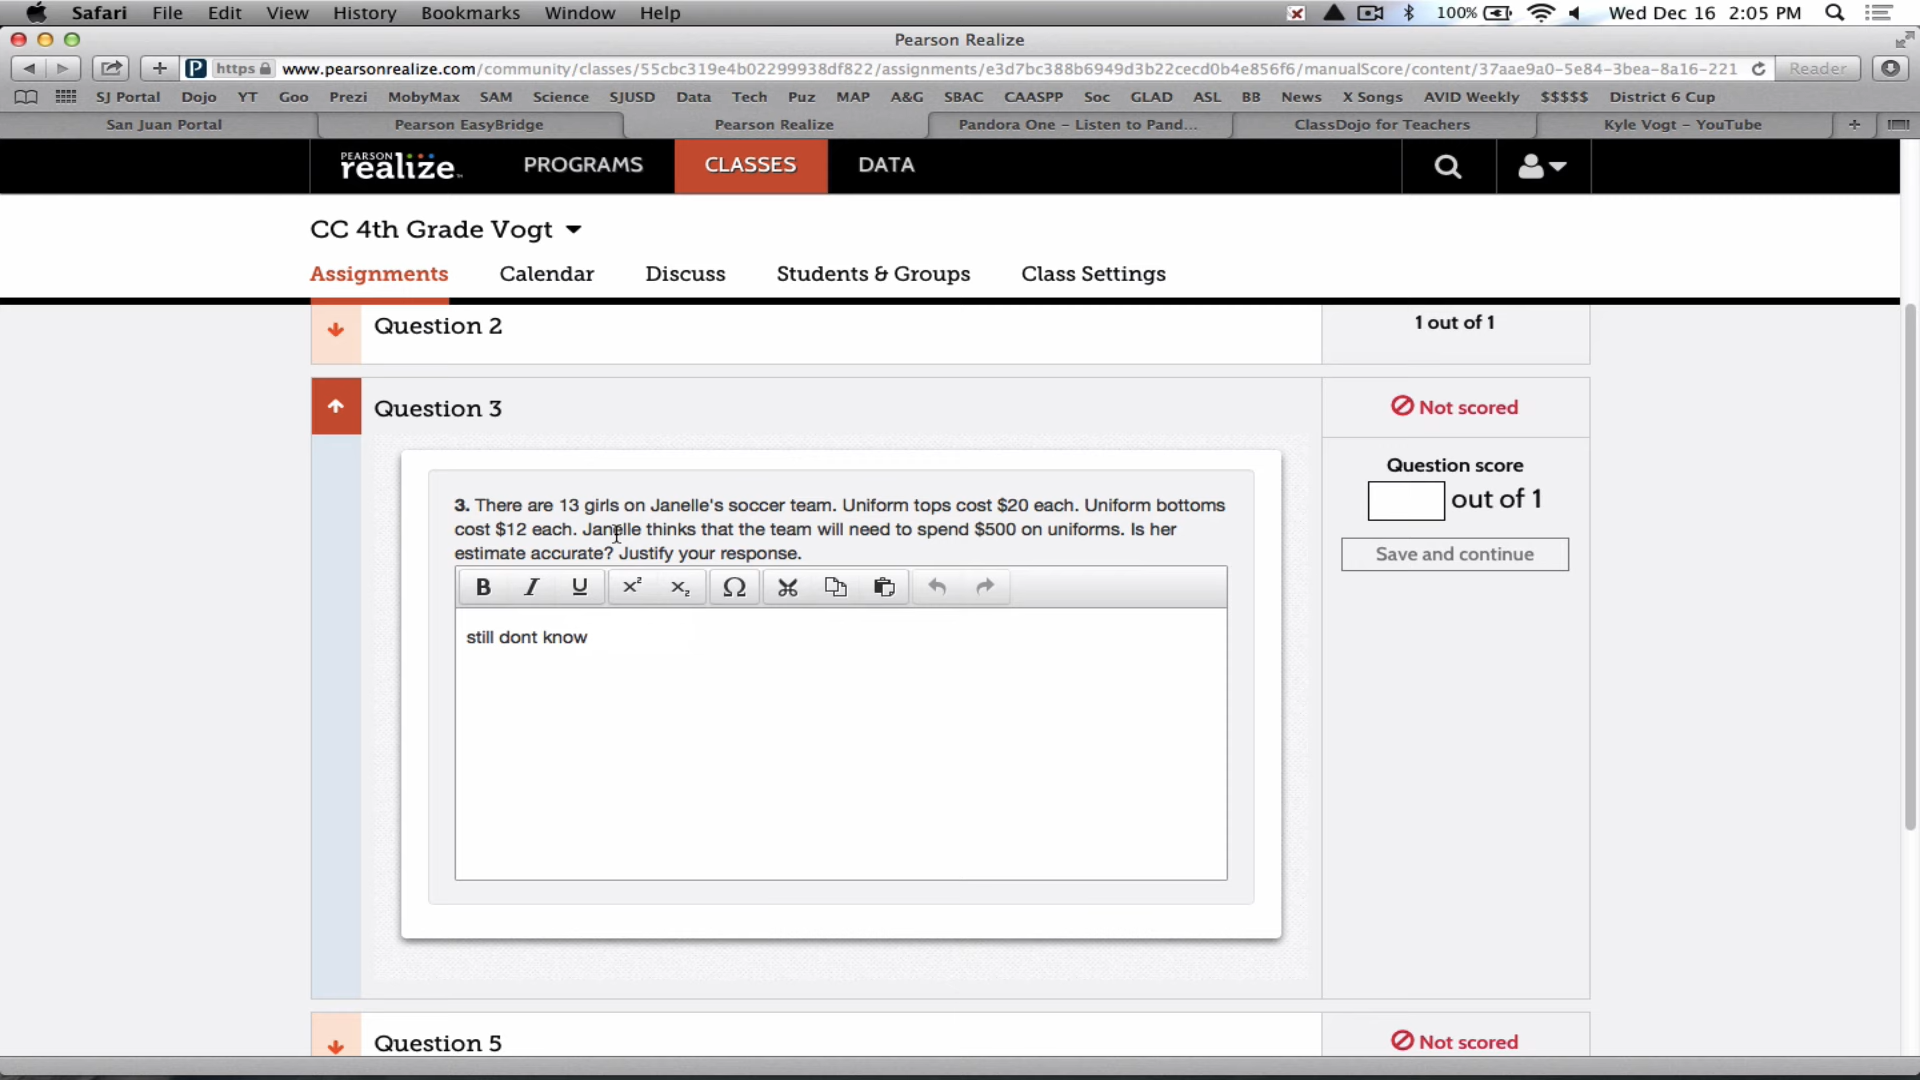 Safari File Edit View History Bookmarks Window Help 100% Wed Dec 16 2:05 PM
Pearson Realize
https www.pearsonrealize.com/community/classes/55cbc319e4b02299938df822/assignments/e3d7bc388b6949d3b22cecd0b4e856f6/manualScore/content/37aae9a0-5e84-3bea-8a16-221 Reader
SJ Portal Dojo YT Goo Prezi MobyMax SAM Science SJUSD Data Tech Puz MAP A&G SBAC CAASPP Soc GLAD ASL BB News X Songs AVID Weekly $$$$$ District 6 Cup
San Juan Portal Pearson EasyBridge Pearson Realize Pandora One – Listen to Pand... ClassDojo for Teachers Kyle Vogt – YouTube
PEARSON
realize PROGRAMS CLASSES DATA
CC 4th Grade Vogt
Assignments Calendar Discuss Students & Groups Class Settings
Question 2 1 out of 1
Question 3 Not scored
Question score
out of 1
Save and continue
3. There are 13 girls on Janelle's soccer team. Uniform tops cost $20 each. Uniform bottoms
cost $12 each. Janelle thinks that the team will need to spend $500 on uniforms. Is her
estimate accurate? Justify your response.
B I U x² x₂ Ω
still dont know
Question 5 Not scored